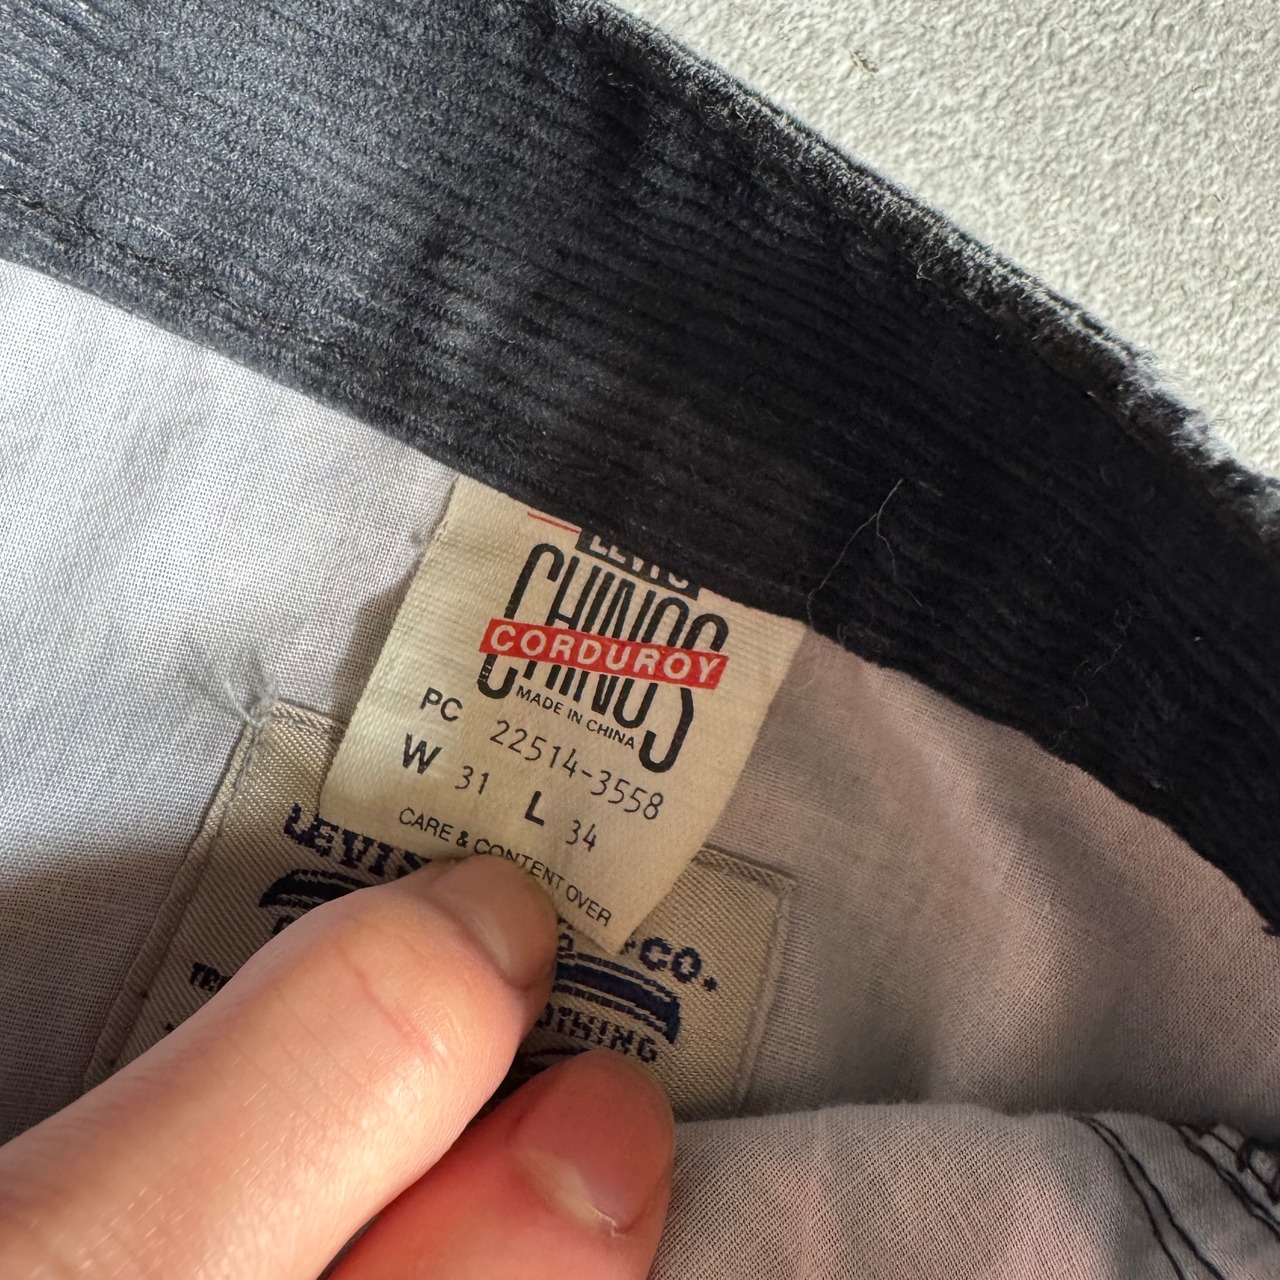 LEVI'S
CHINOS
CORDUROY
MADE IN CHINA
PC 22514-3558
W 31 L 34
CARE & CONTENT OVER
LEVI
&CO.